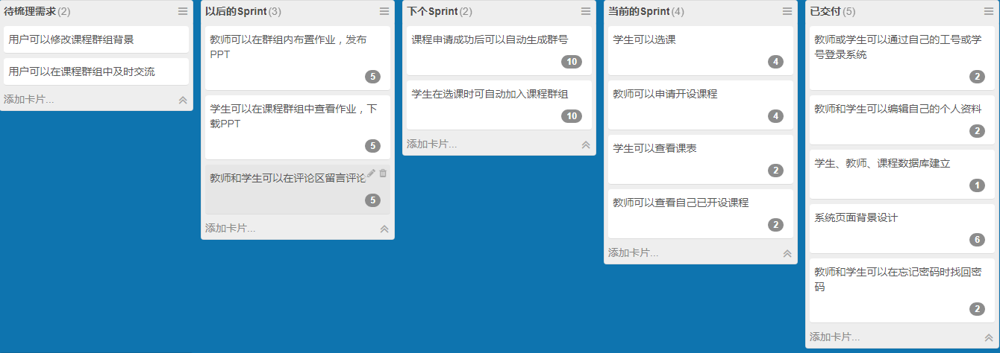 待梳理需求(2)
用户可以修改课程群组背景
用户可以在课程群组中及时交流
添加卡片...
以后的Sprint(3)
教师可以在群组内布置作业，发布
PPT
5
学生可以在课程群组中查看作业，下
载PPT
5
教师和学生可以在评论区留言评论
5
添加卡片...
下个Sprint(2)
课程申请成功后可以自动生成群号
10
学生在选课时可自动加入课程群组
10
添加卡片...
当前的Sprint(4)
学生可以选课
4
教师可以申请开设课程
4
学生可以查看课表
2
教师可以查看自己已开设课程
2
添加卡片...
已交付(5)
教师或学生可以通过自己的工号或学
号登录系统
2
教师和学生可以编辑自己的个人资料
2
学生、教师、课程数据库建立
1
系统页面背景设计
6
教师和学生可以在忘记密码时找回密
码
2
添加卡片...